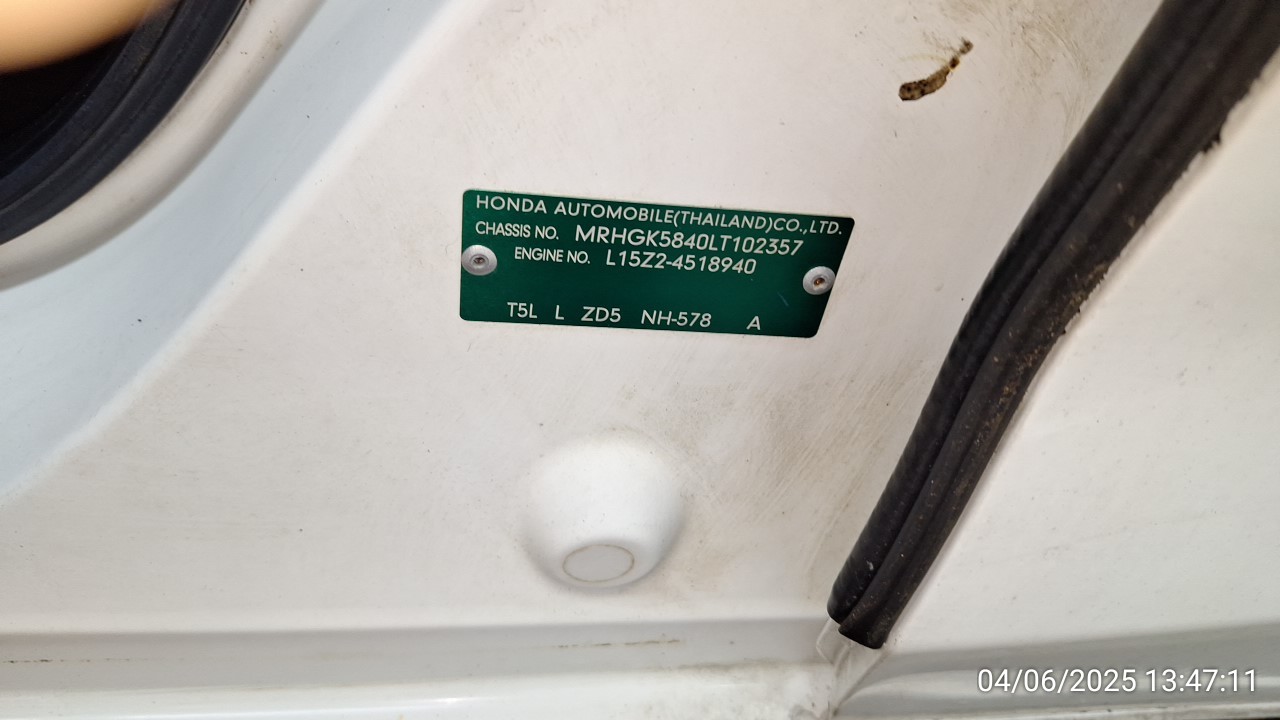 HONDA AUTOMOBILE(THAILAND)CO.,LTD.
CHASSIS NO. MRHGK5840LT102357
ENGINE NO. L15Z2-4518940
T5L L ZD5 NH-578 A
04/06/2025 13:47:11